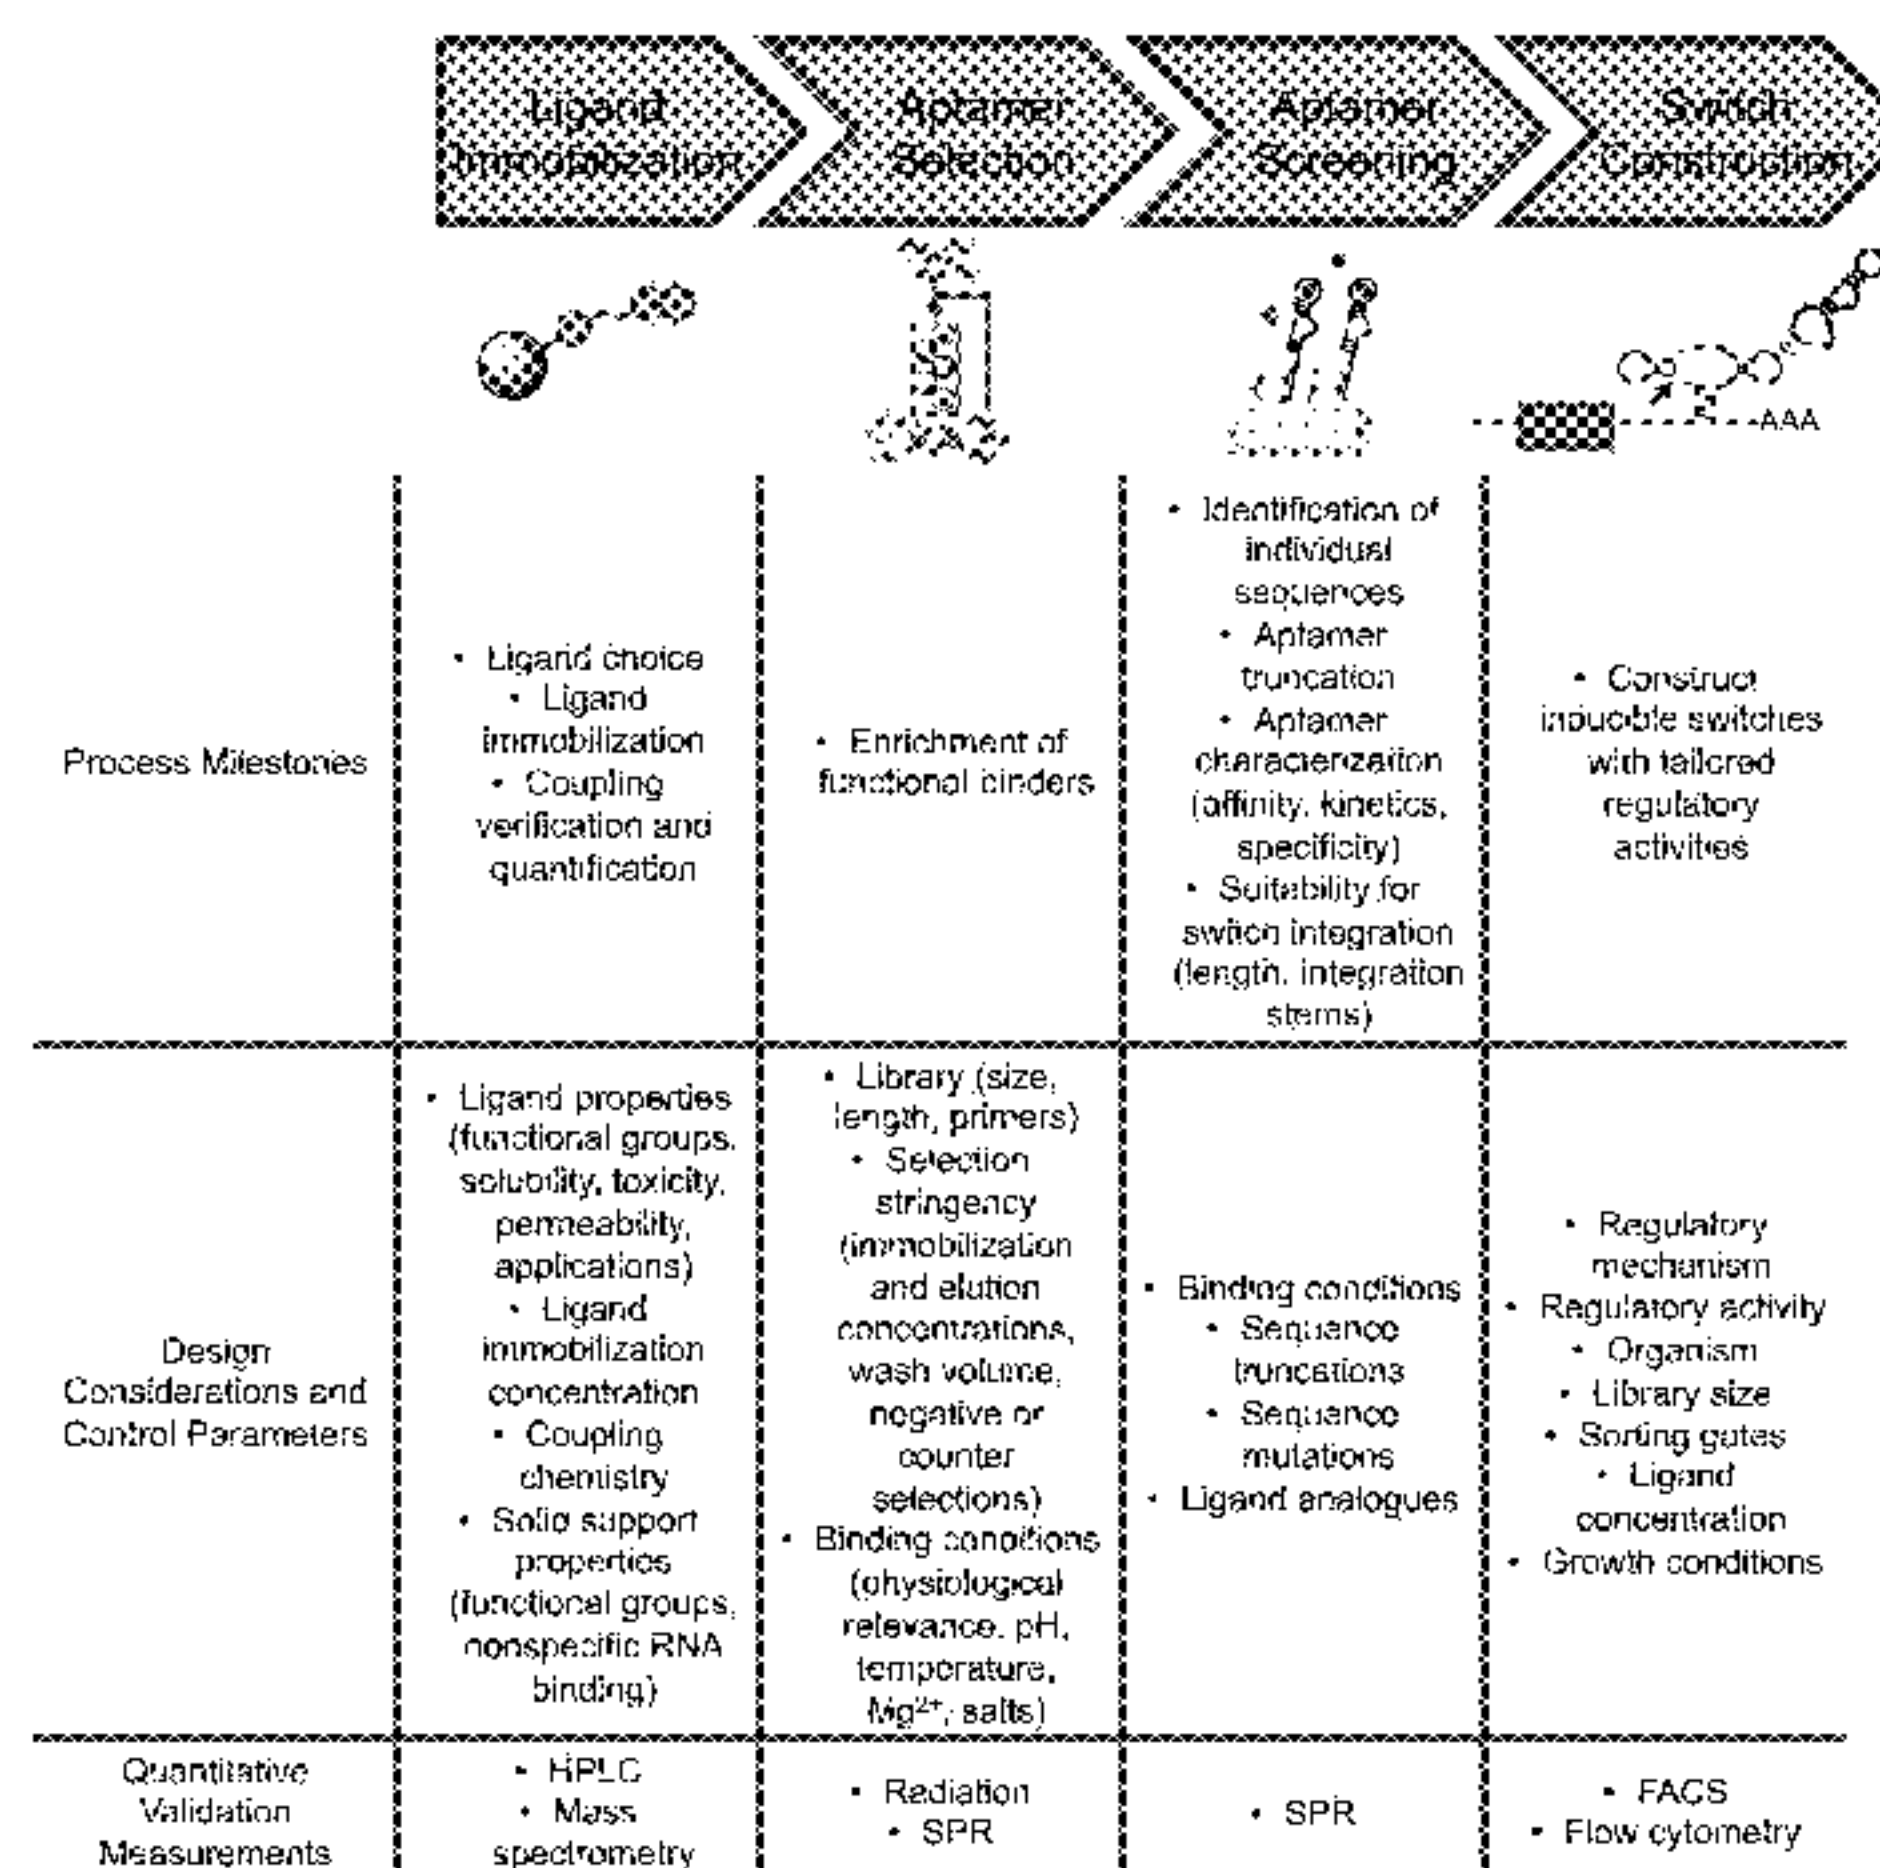 Ligand
Immobilization
Aptamer
Selection
Aptamer
Screening
Switch
Construction
AAA
Process Milestones
• Ligand choice
• Ligand
immobilization
• Coupling
verification and
quantification
• Enrichment of
functional binders
• Identification of
individual
sequences
• Aptamer
truncation
• Aptamer
characterization
(affinity, kinetics,
specificity)
• Suitability for
switch integration
(length, integration
stems)
• Construct
inducible switches
with tailored
regulatory
activities
Design
Considerations and
Control Parameters
• Ligand properties
(functional groups,
solubility, toxicity,
permeability,
applications)
• Ligand
immobilization
concentration
• Coupling
chemistry
• Solid support
properties
(functional groups,
nonspecific RNA
binding)
• Library (size,
length, primers)
• Selection
stringency
(immobilization
and elution
concentrations,
wash volume,
negative or
counter
selections)
• Binding conditions
(physiological
relevance, pH,
temperature,
Mg²⁺, salts)
• Binding conditions
• Sequence
truncations
• Sequence
mutations
• Ligand analogues
• Regulatory
mechanism
• Regulatory activity
• Organism
• Library size
• Sorting gates
• Ligand
concentration
• Growth conditions
Quantitative
Validation
Measurements
• HPLC
• Mass
spectrometry
• Radiation
• SPR
• SPR
• FACS
• Flow cytometry